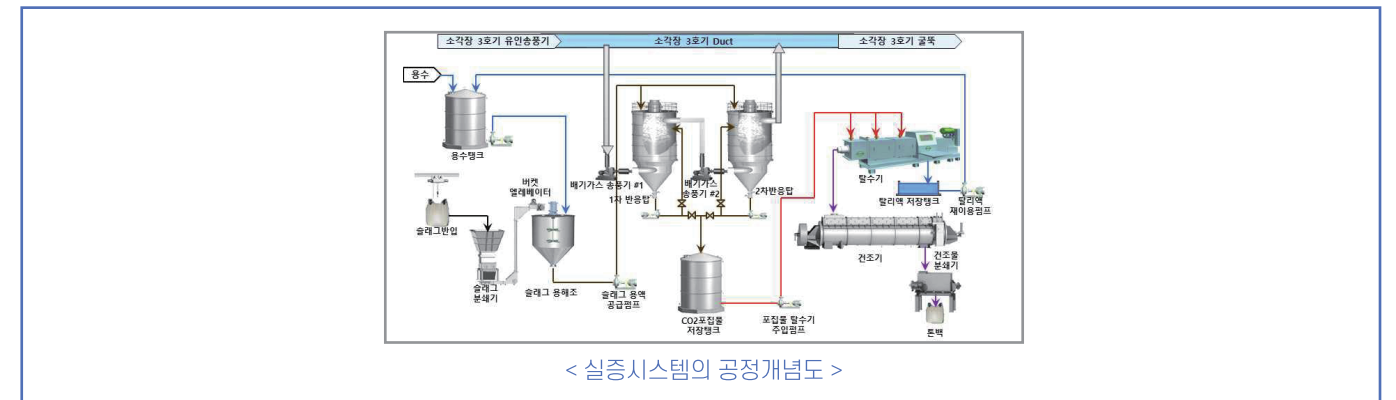 소각장 3호기 유인송풍기
소각장 3호기 Duct
소각장 3호기 굴뚝
용수
용수탱크
버켓
엘레베이터
배기가스 송풍기 #1
1차 반응탑
배기가스
송풍기 #2
2차반응탑
탈수기
탈리액 저장탱크
탈리액
재이용펌프
슬래그반입
슬래그
분쇄기
슬래그 용해조
슬래그 용액
공급펌프
CO2포집물
저장탱크
포집물 탈수기
주입펌프
건조기
건조물
분쇄기
톤백
< 실증시스템의 공정개념도 >